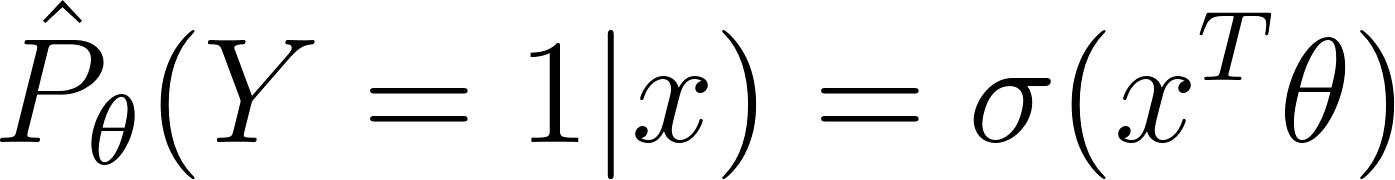 \hat{P}_{\theta}(Y = 1|x) = \sigma(x^T\theta)